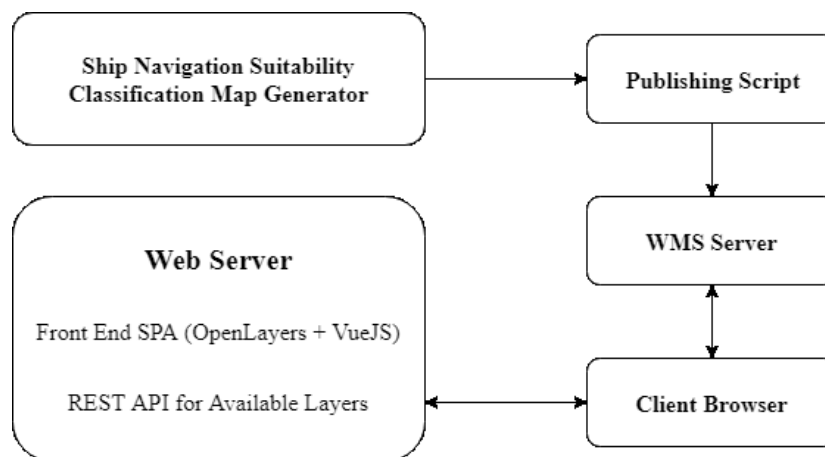 Ship Navigation Suitability
Classification Map Generator
Publishing Script
Web Server
Front End SPA (OpenLayers + VueJS)
REST API for Available Layers
WMS Server
Client Browser